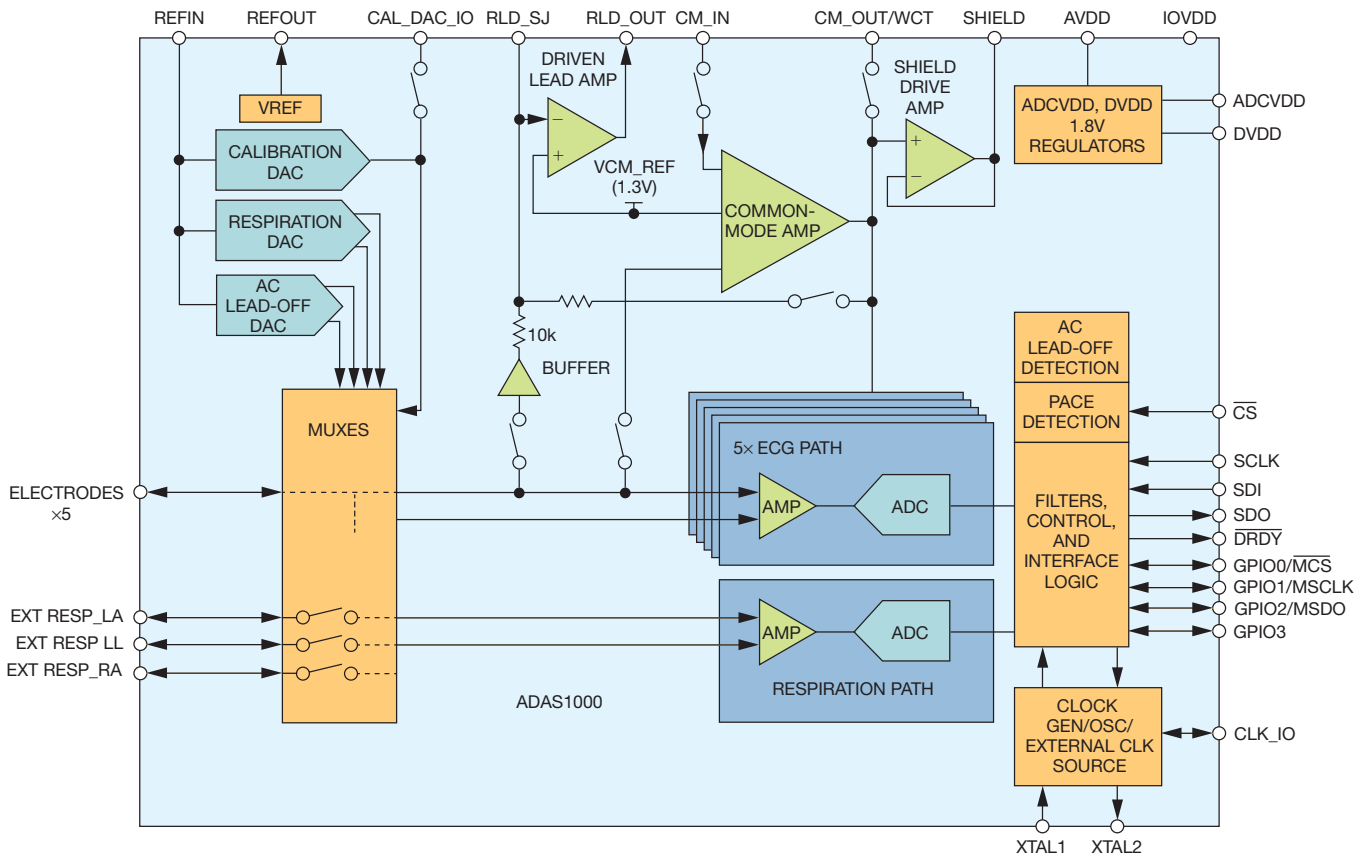 REFIN
REFOUT
CAL_DAC_IO
RLD_SJ
RLD_OUT
CM_IN
CM_OUT/WCT
SHIELD
AVDD
IOVDD
DRIVEN
LEAD AMP
SHIELD
DRIVE
AMP
VREF
ADCVDD, DVDD
1.8V
REGULATORS
ADCVDD
DVDD
CALIBRATION
DAC
–
+
+
–
VCM_REF
(1.3V)
COMMON-
MODE AMP
RESPIRATION
DAC
AC
LEAD-OFF
DAC
10k
BUFFER
AC
LEAD-OFF
DETECTION
PACE
DETECTION
CS
MUXES
5× ECG PATH
SCLK
ELECTRODES
×5
AMP
ADC
FILTERS,
CONTROL,
AND
INTERFACE
LOGIC
SDI
SDO
DRDY
GPIO0/MCS
GPIO1/MSCLK
GPIO2/MSDO
GPIO3
EXT RESP_LA
EXT RESP LL
EXT RESP_RA
AMP
ADC
RESPIRATION PATH
ADAS1000
CLOCK
GEN/OSC/
EXTERNAL CLK
SOURCE
CLK_IO
XTAL1
XTAL2